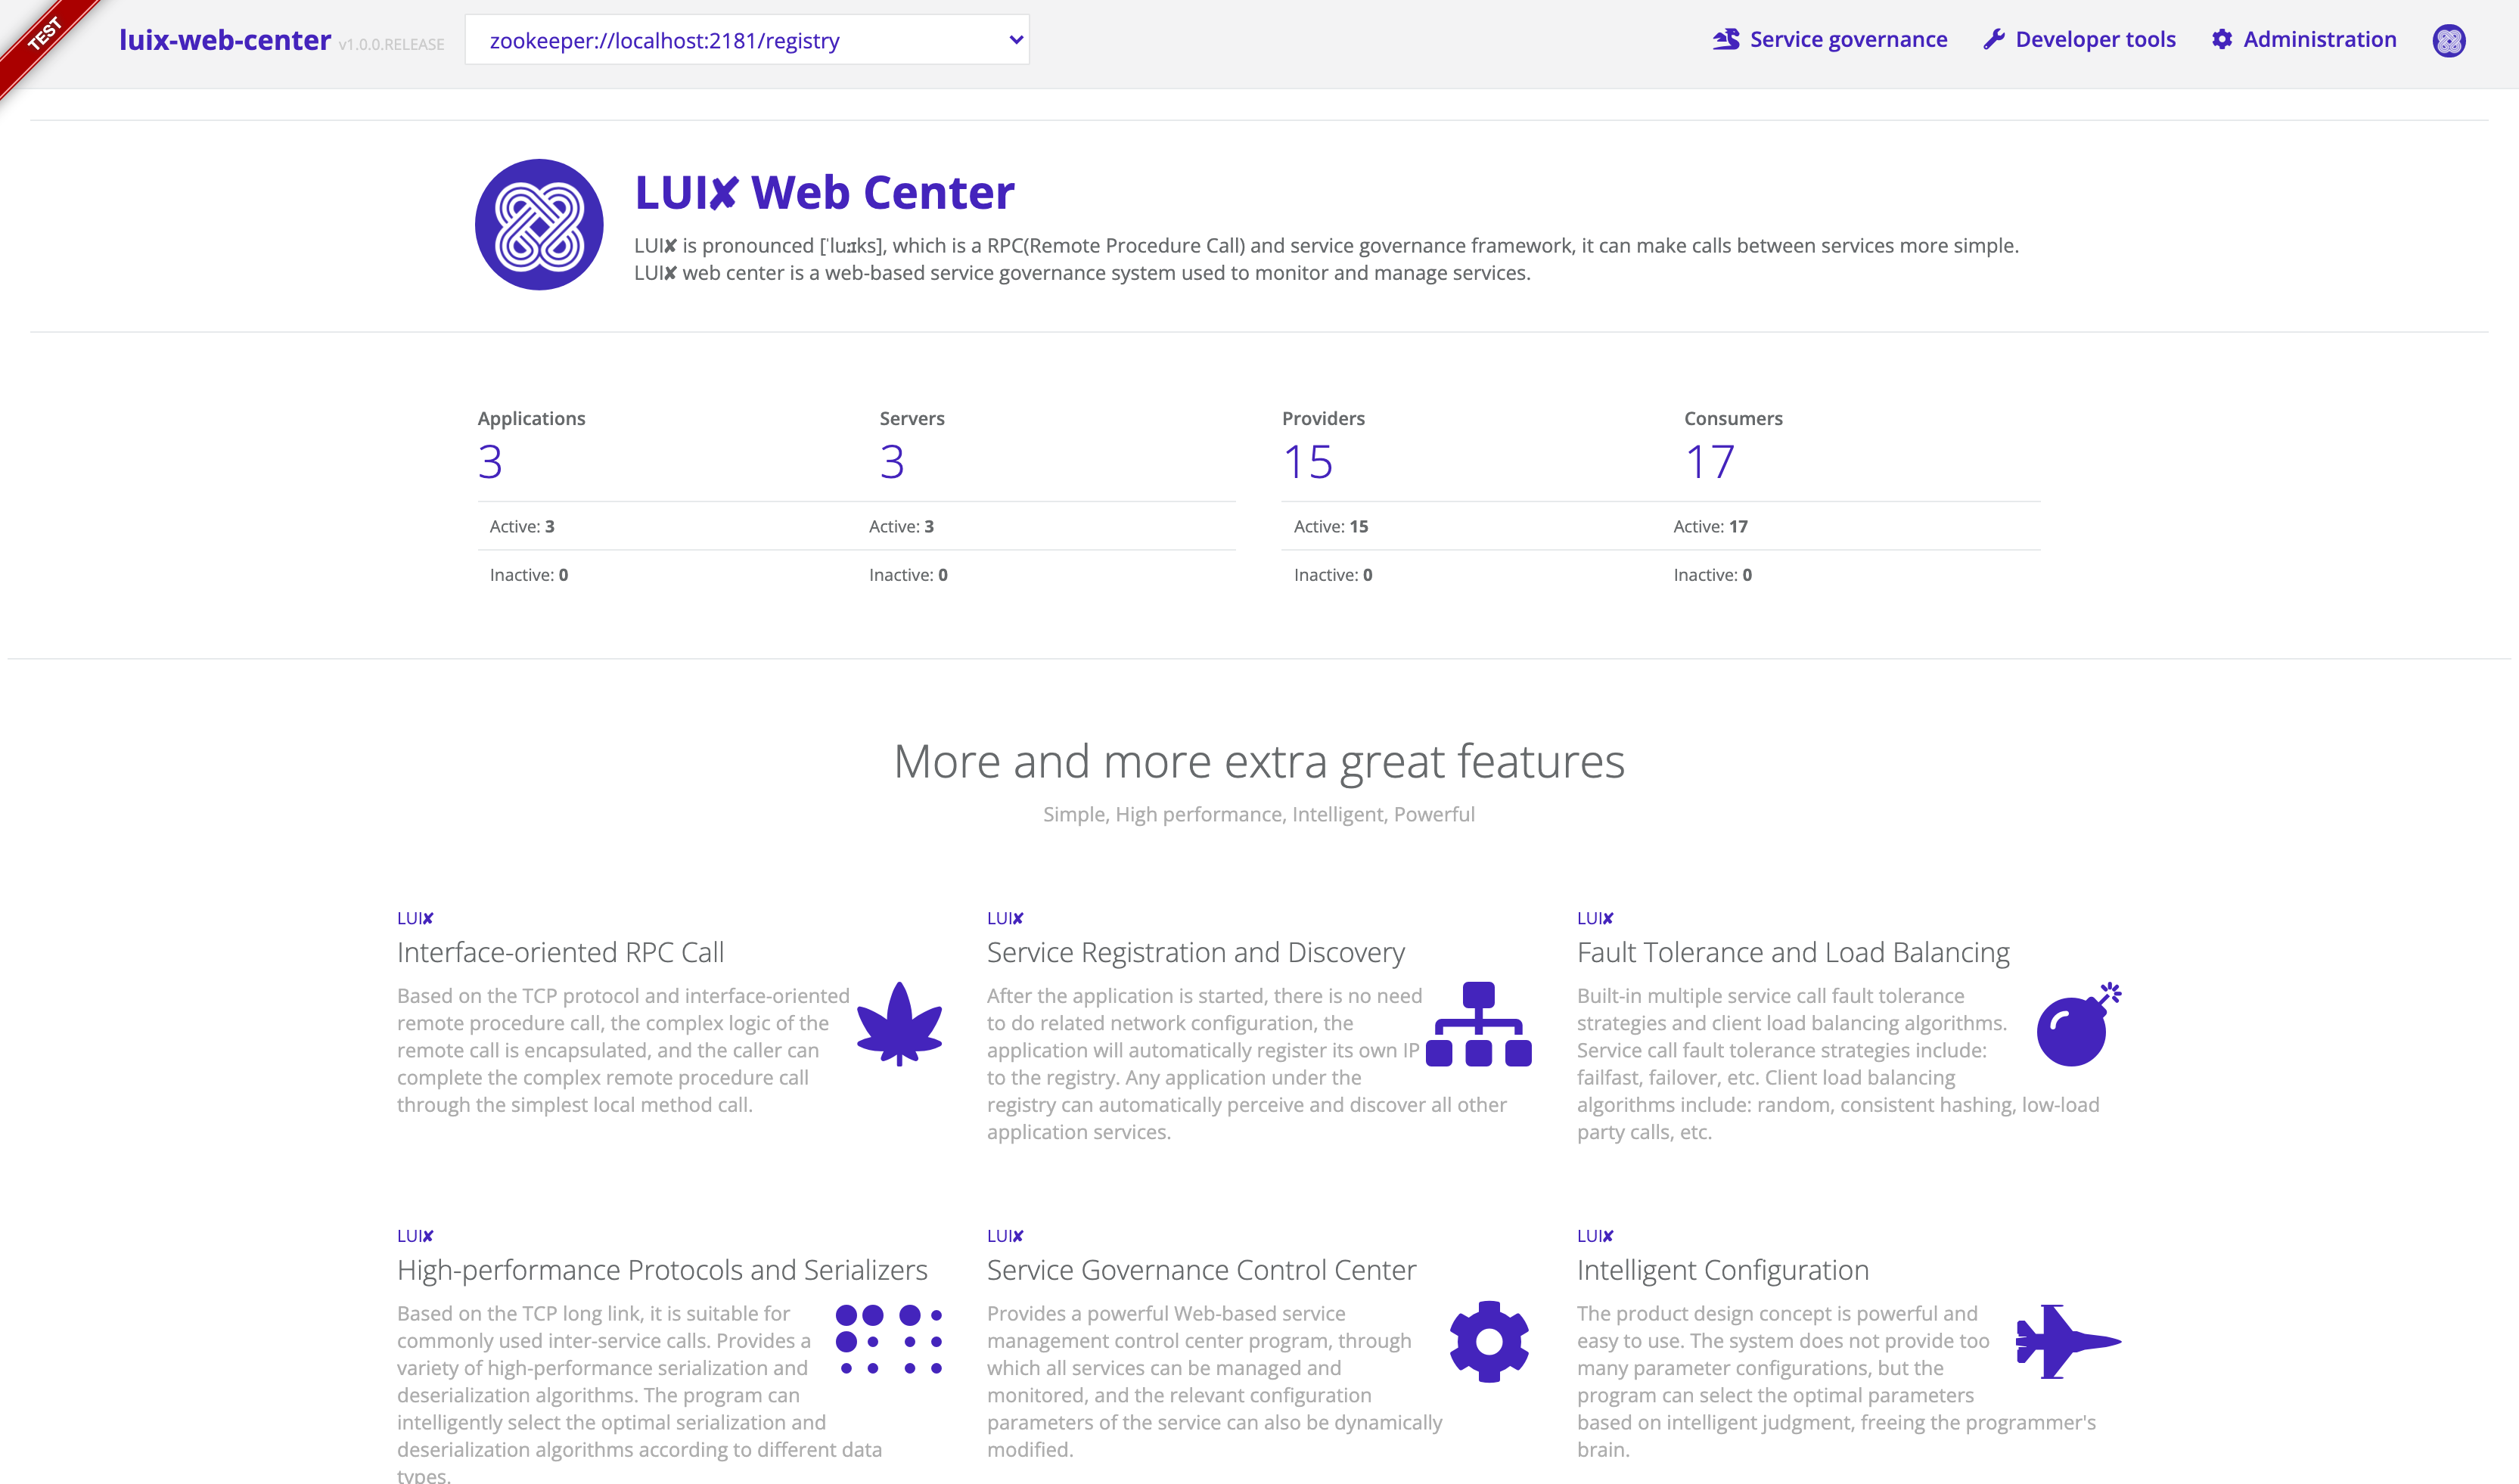 TEST
luix-web-center v1.0.0.RELEASE
zookeeper://localhost:2181/registry
Service governance
Developer tools
Administration
LUI✘ Web Center
LUI✘ is pronounced [ˈluːɪks], which is a RPC(Remote Procedure Call) and service governance framework, it can make calls between services more simple.
LUI✘ web center is a web-based service governance system used to monitor and manage services.
Applications
3
Servers
3
Active: 3
Active: 3
Inactive: 0
Inactive: 0
Providers
15
Consumers
17
Active: 15
Active: 17
Inactive: 0
Inactive: 0
More and more extra great features
Simple, High performance, Intelligent, Powerful
LUI✘
Interface-oriented RPC Call
Based on the TCP protocol and interface-oriented
remote procedure call, the complex logic of the
remote call is encapsulated, and the caller can
complete the complex remote procedure call
through the simplest local method call.
LUI✘
Service Registration and Discovery
After the application is started, there is no need
to do related network configuration, the
application will automatically register its own IP
to the registry. Any application under the
registry can automatically perceive and discover all other
application services.
LUI✘
Fault Tolerance and Load Balancing
Built-in multiple service call fault tolerance
strategies and client load balancing algorithms.
Service call fault tolerance strategies include:
failfast, failover, etc. Client load balancing
algorithms include: random, consistent hashing, low-load
party calls, etc.
LUI✘
High-performance Protocols and Serializers
Based on the TCP long link, it is suitable for
commonly used inter-service calls. Provides a
variety of high-performance serialization and
deserialization algorithms. The program can
intelligently select the optimal serialization and
deserialization algorithms according to different data
types.
LUI✘
Service Governance Control Center
Provides a powerful Web-based service
management control center program, through
which all services can be managed and
monitored, and the relevant configuration
parameters of the service can also be dynamically
modified.
LUI✘
Intelligent Configuration
The product design concept is powerful and
easy to use. The system does not provide too
many parameter configurations, but the
program can select the optimal parameters
based on intelligent judgment, freeing the programmer's
brain.